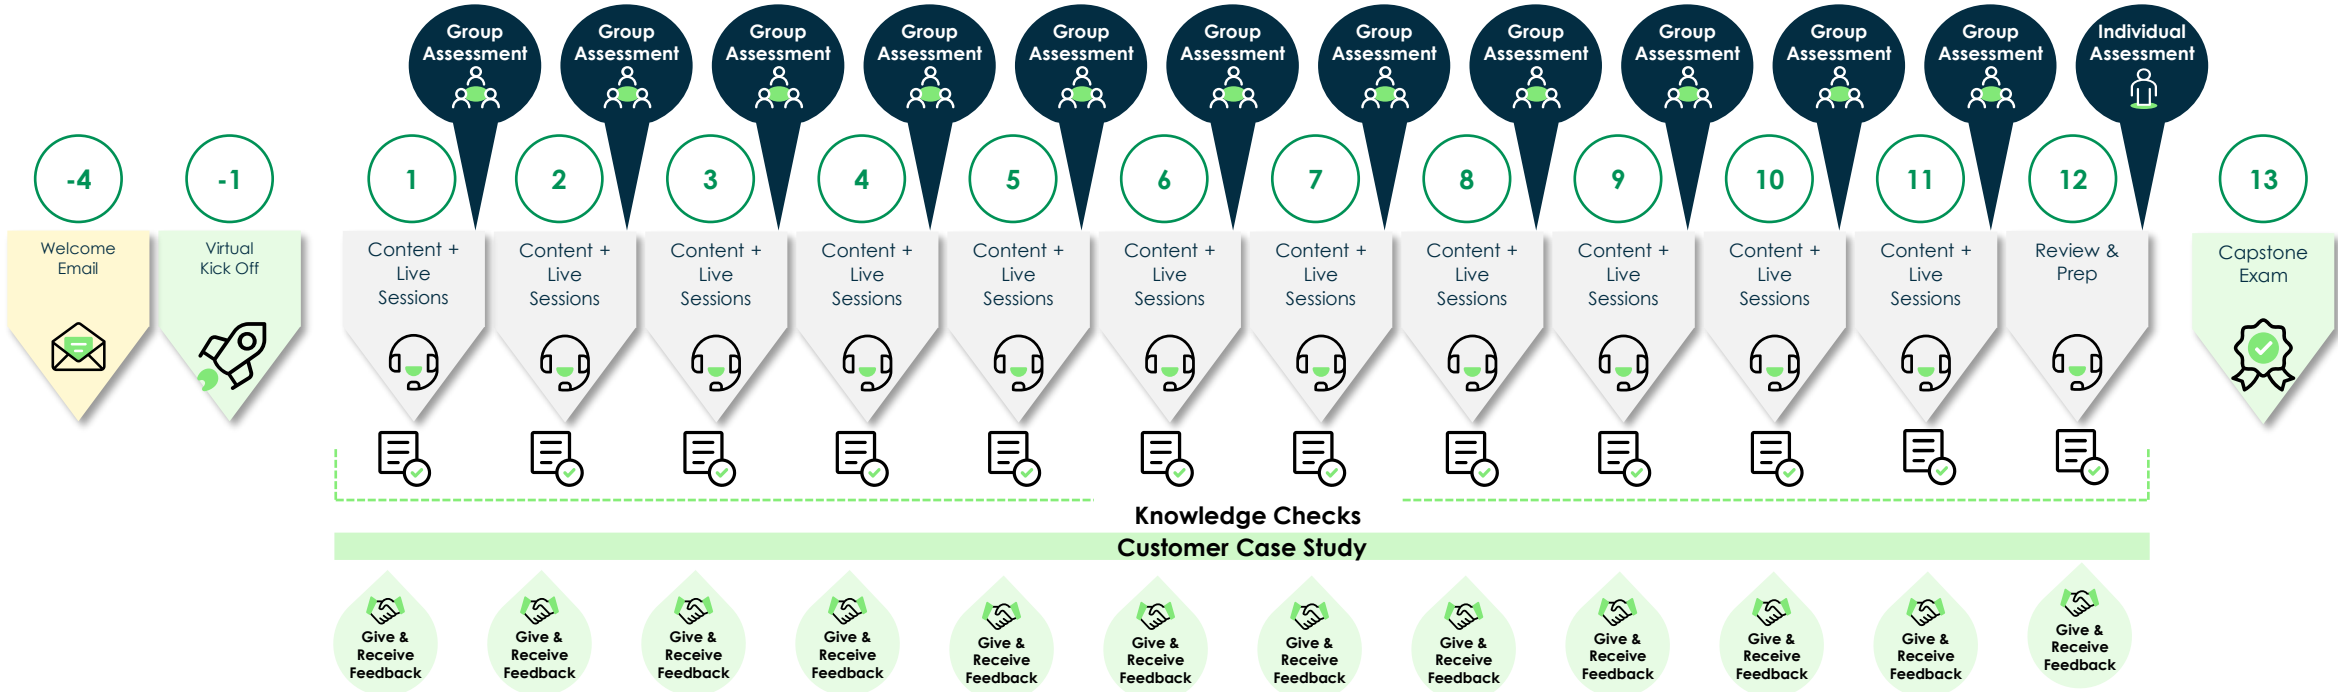 Group
Assessment
Group
Assessment
Group
Assessment
Group
Assessment
Group
Assessment
Group
Assessment
Group
Assessment
Group
Assessment
Group
Assessment
Group
Assessment
Group
Assessment
Individual
Assessment
-4
-1
1
2
3
4
5
6
7
8
9
10
11
12
13
Welcome
Email
Virtual
Kick Off
Content +
Live
Sessions
Content +
Live
Sessions
Content +
Live
Sessions
Content +
Live
Sessions
Content +
Live
Sessions
Content +
Live
Sessions
Content +
Live
Sessions
Content +
Live
Sessions
Content +
Live
Sessions
Content +
Live
Sessions
Content +
Live
Sessions
Review &
Prep
Capstone
Exam
Knowledge Checks
Customer Case Study
Give &
Receive
Feedback
Give &
Receive
Feedback
Give &
Receive
Feedback
Give &
Receive
Feedback
Give &
Receive
Feedback
Give &
Receive
Feedback
Give &
Receive
Feedback
Give &
Receive
Feedback
Give &
Receive
Feedback
Give &
Receive
Feedback
Give &
Receive
Feedback
Give &
Receive
Feedback